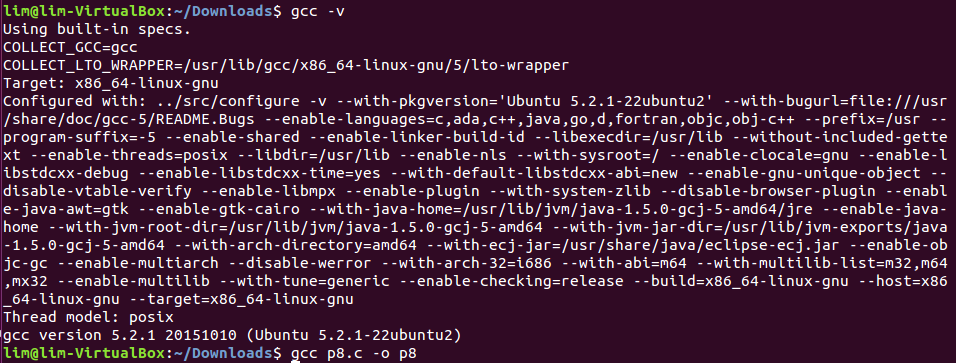 lim@lim-VirtualBox:~/Downloads$ gcc -v
Using built-in specs.
COLLECT_GCC=gcc
COLLECT_LTO_WRAPPER=/usr/lib/gcc/x86_64-linux-gnu/5/lto-wrapper
Target: x86_64-linux-gnu
Configured with: ../src/configure -v --with-pkgversion='Ubuntu 5.2.1-22ubuntu2' --with-bugurl=file:///usr
/share/doc/gcc-5/README.Bugs --enable-languages=c,ada,c++,java,go,d,fortran,objc,obj-c++ --prefix=/usr --
program-suffix=-5 --enable-shared --enable-linker-build-id --libexecdir=/usr/lib --without-included-gette
xt --enable-threads=posix --libdir=/usr/lib --enable-nls --with-sysroot=/ --enable-clocale=gnu --enable-l
ibstdcxx-debug --enable-libstdcxx-time=yes --with-default-libstdcxx-abi=new --enable-gnu-unique-object --
disable-vtable-verify --enable-libmpx --enable-plugin --with-system-zlib --disable-browser-plugin --enabl
e-java-awt=gtk --enable-gtk-cairo --with-java-home=/usr/lib/jvm/java-1.5.0-gcj-5-amd64/jre --enable-java-
home --with-jvm-root-dir=/usr/lib/jvm/java-1.5.0-gcj-5-amd64 --with-jvm-jar-dir=/usr/lib/jvm-exports/java
-1.5.0-gcj-5-amd64 --with-arch-directory=amd64 --with-ecj-jar=/usr/share/java/eclipse-ecj.jar --enable-ob
jc-gc --enable-multiarch --disable-werror --with-arch-32=i686 --with-abi=m64 --with-multilib-list=m32,m64
,mx32 --enable-multilib --with-tune=generic --enable-checking=release --build=x86_64-linux-gnu --host=x86
_64-linux-gnu --target=x86_64-linux-gnu
Thread model: posix
gcc version 5.2.1 20151010 (Ubuntu 5.2.1-22ubuntu2)
lim@lim-VirtualBox:~/Downloads$ gcc p8.c -o p8